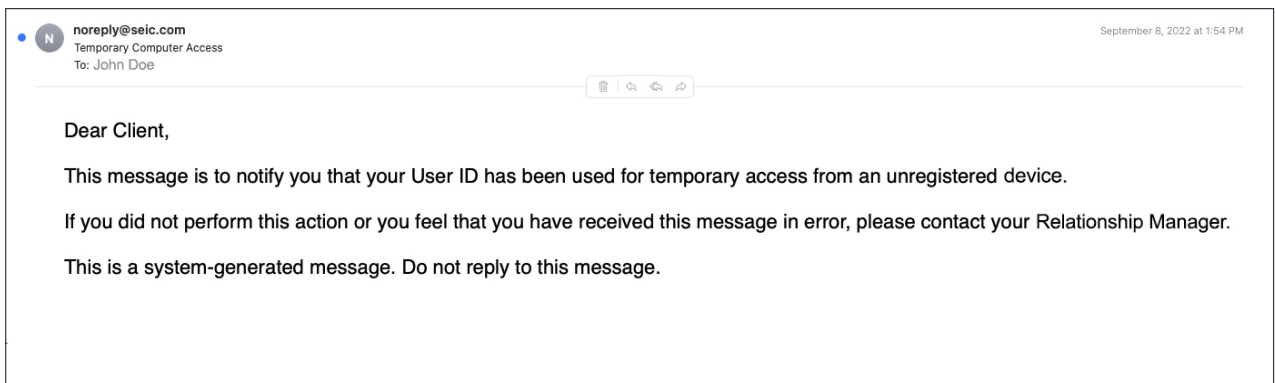 N
noreply@seic.com
September 8, 2022 at 1:54 PM
Temporary Computer Access
To: John Doe
Dear Client,
This message is to notify you that your User ID has been used for temporary access from an unregistered device.
If you did not perform this action or you feel that you have received this message in error, please contact your Relationship Manager.
This is a system-generated message. Do not reply to this message.